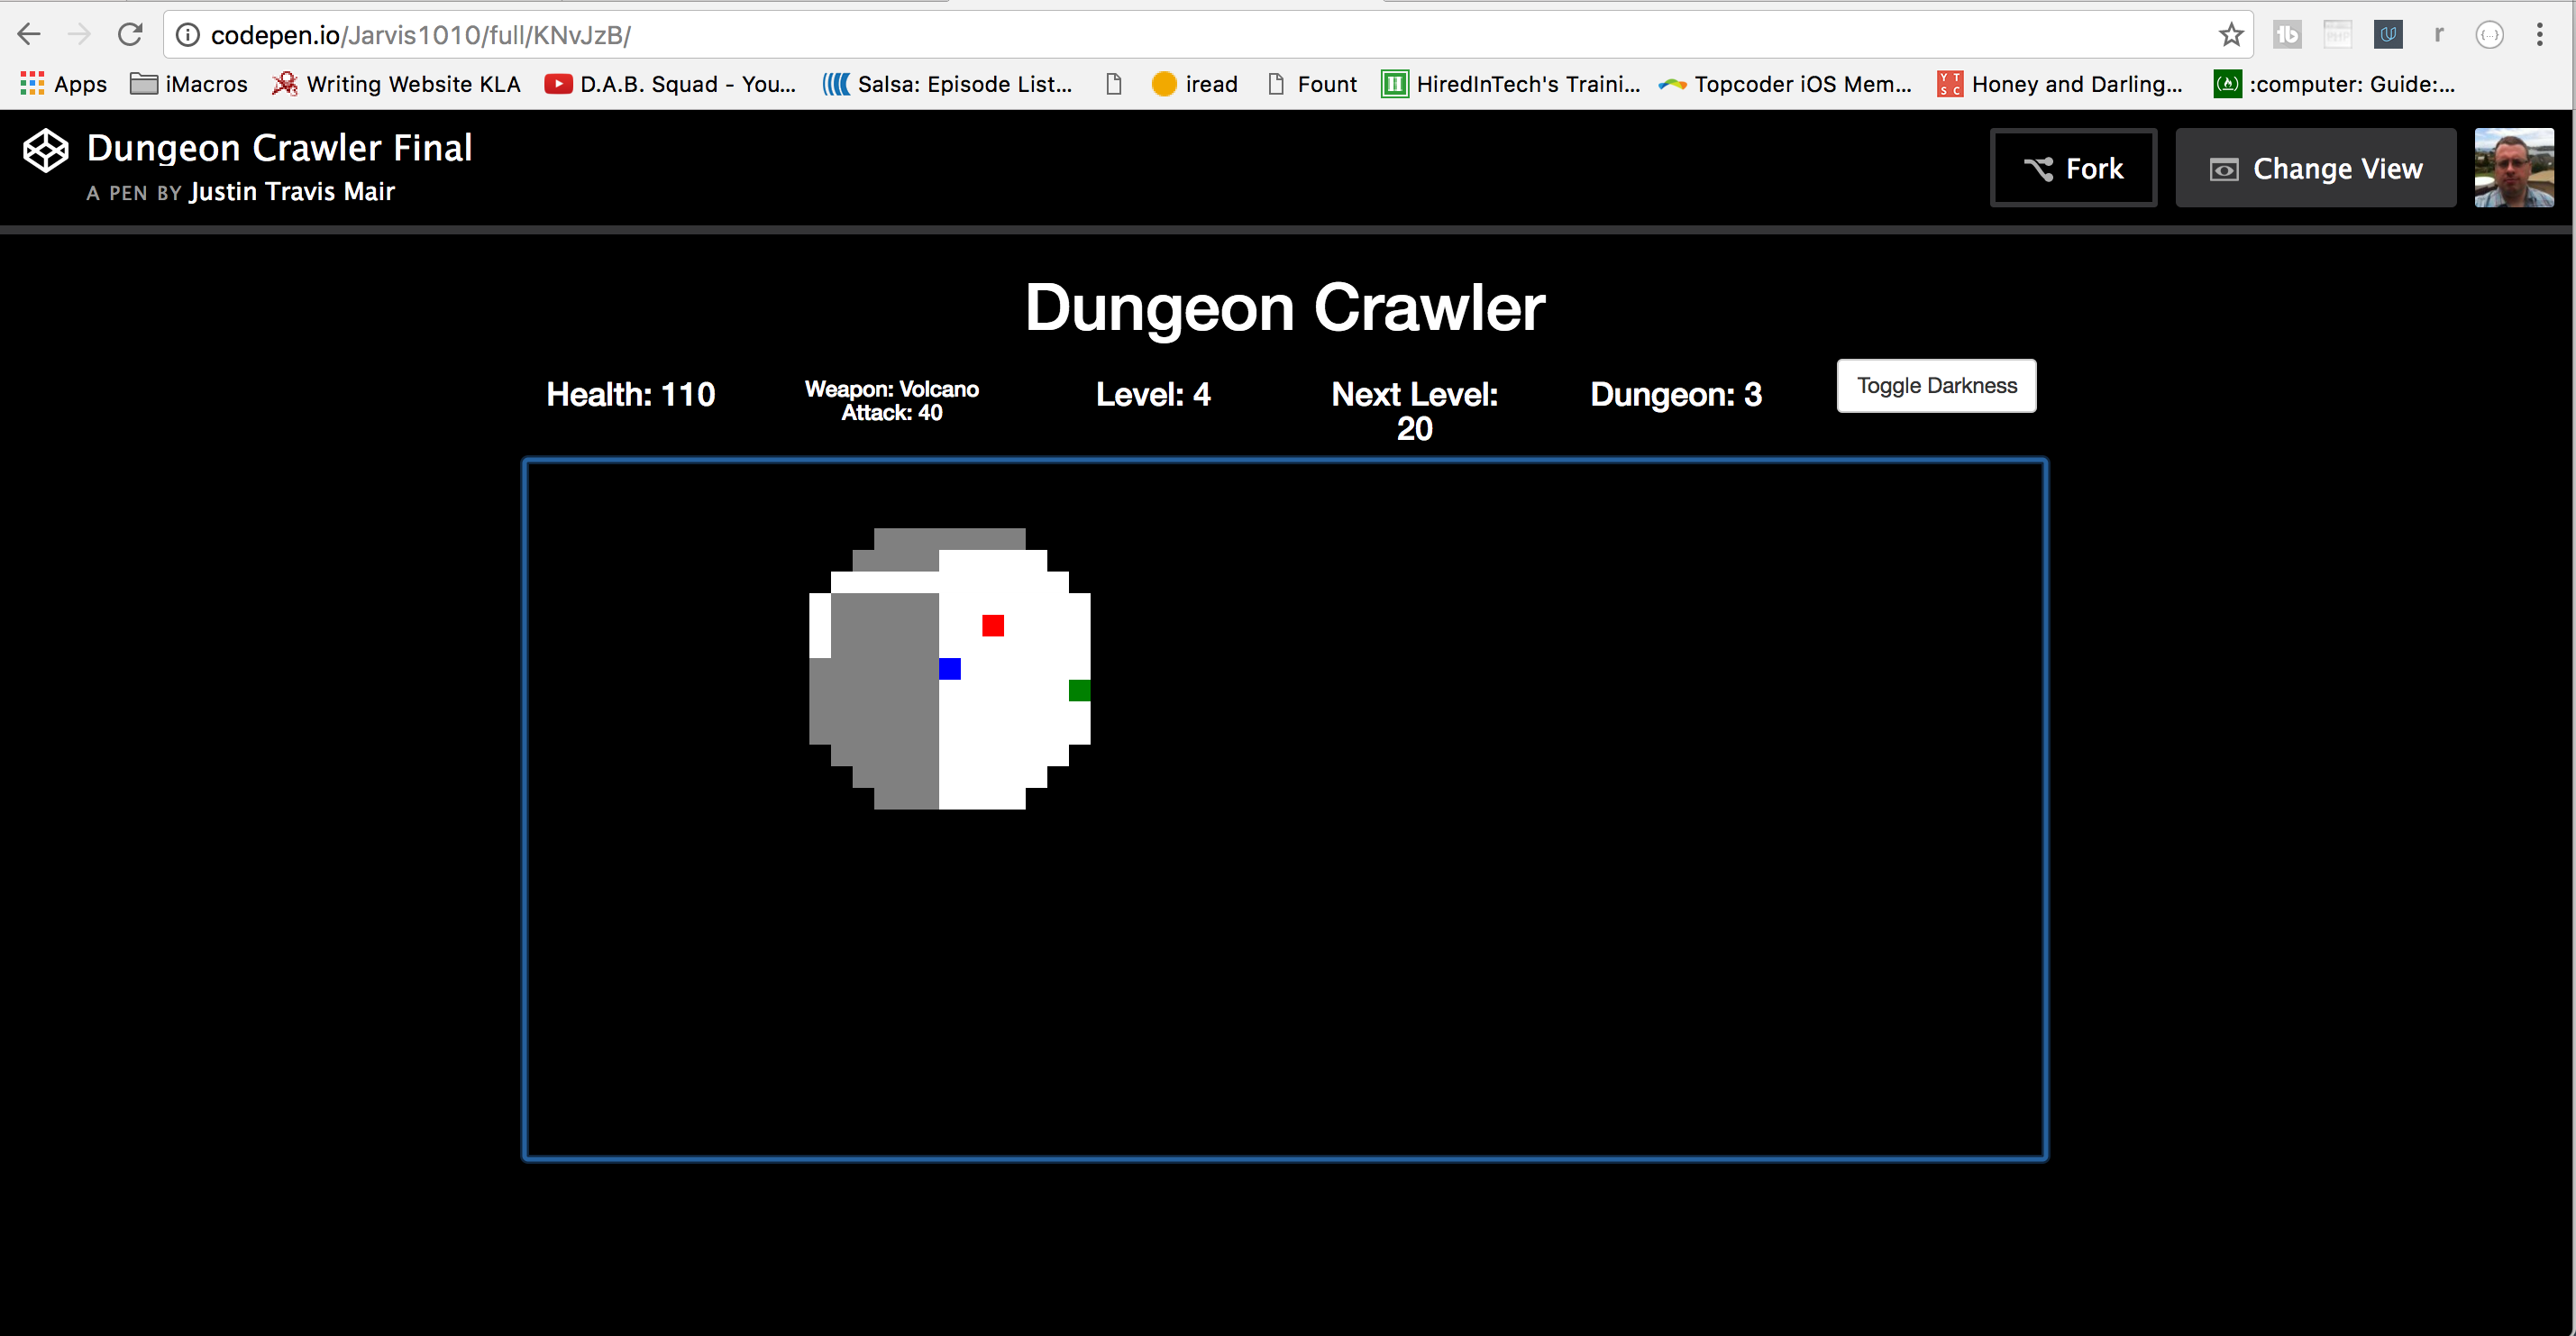 codepen.io/Jarvis1010/full/KNvJzB/
Apps iMacros Writing Website KLA D.A.B. Squad - You... Salsa: Episode List... iread Fount HiredInTech's Traini... Topcoder iOS Mem... Honey and Darling... :computer: Guide:...
Dungeon Crawler Final
A PEN BY Justin Travis Mair
Fork Change View
Dungeon Crawler
Health: 110
Weapon: Volcano
Attack: 40
Level: 4
Next Level:
20
Dungeon: 3
Toggle Darkness